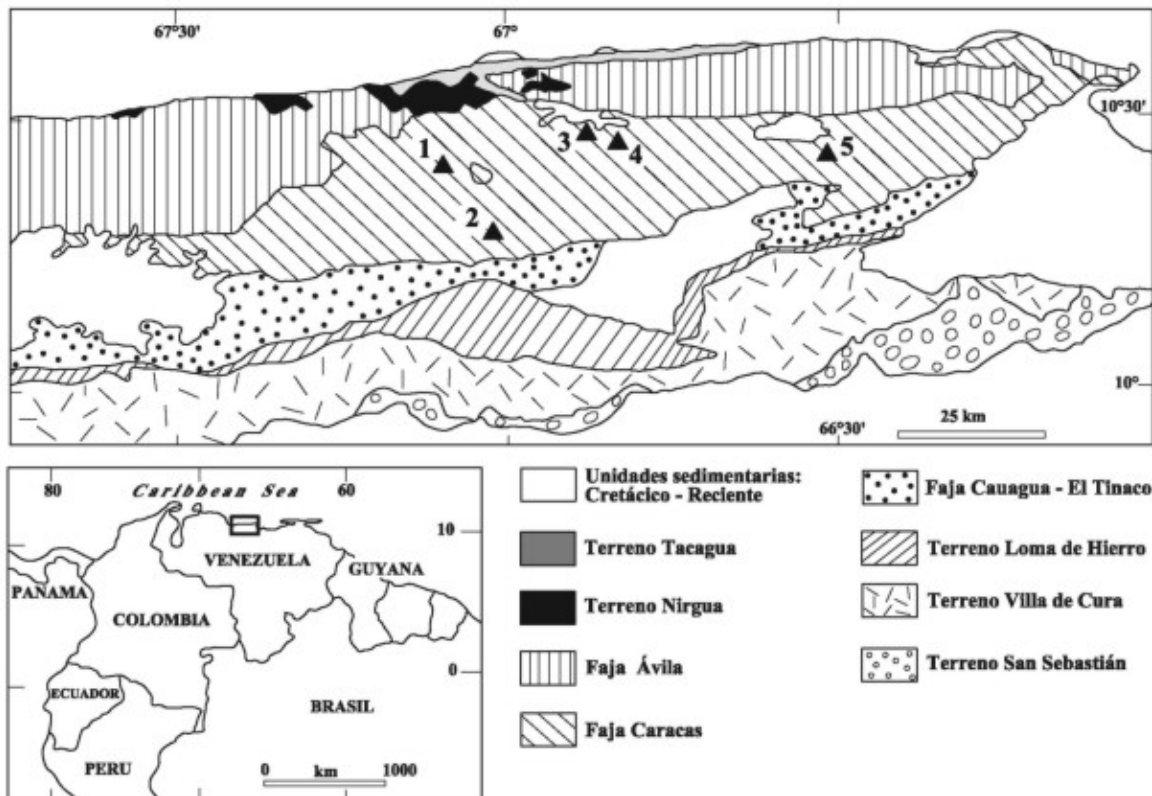 67°30'
67°
10°30'
1
2
3
4
5
10°
66°30'
25 km
80
Caribbean Sea
60
10
VENEZUELA
GUYANA
PANAMA
COLOMBIA
0
ECUADOR
BRASIL
PERU
0 km 1000
Unidades sedimentarias:
Cretácico - Reciente
Terreno Tacagua
Terreno Nirgua
Faja Ávila
Faja Caracas
Faja Cauagua - El Tinaco
Terreno Loma de Hierro
Terreno Villa de Cura
Terreno San Sebastián